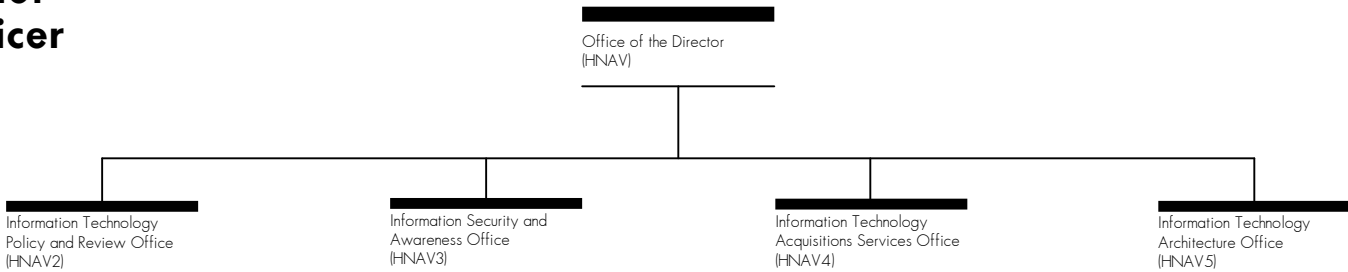 icer
Office of the Director
(HNAV)
Information Technology
Policy and Review Office
(HNAV2)
Information Security and
Awareness Office
(HNAV3)
Information Technology
Acquisitions Services Office
(HNAV4)
Information Technology
Architecture Office
(HNAV5)